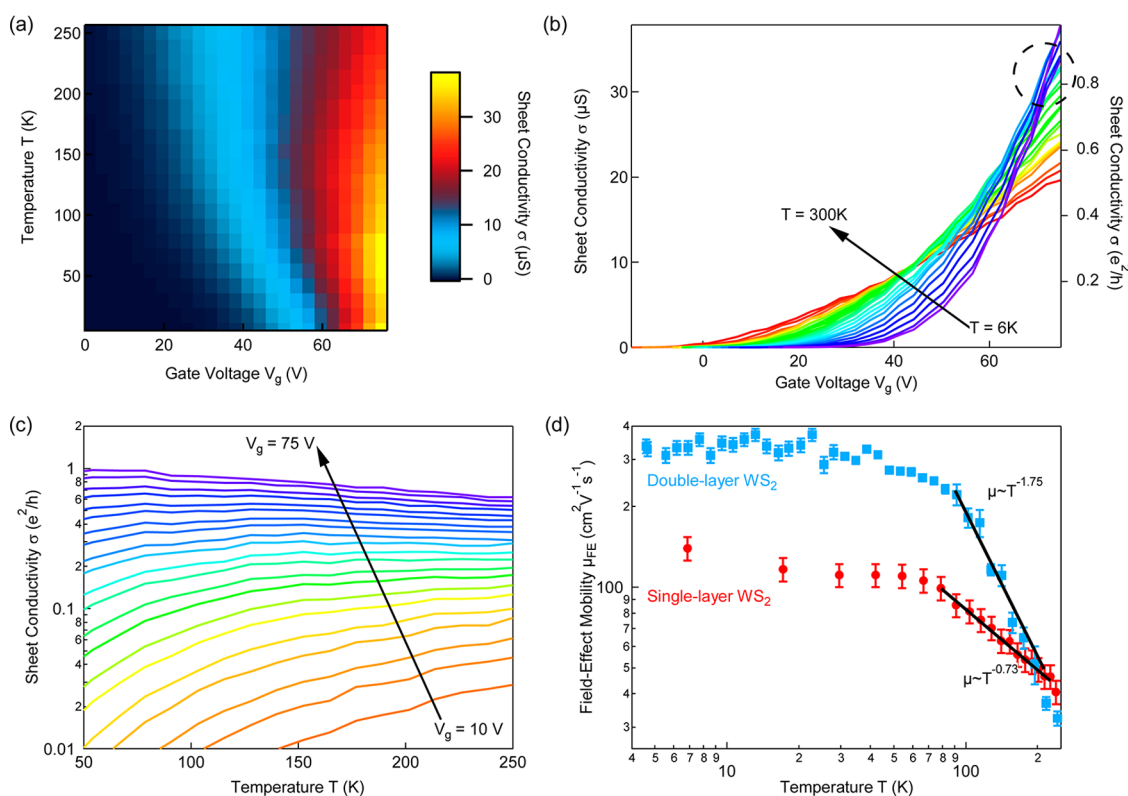 (a)
250
200
150
100
50
Temperature T (K)
0
20
40
60
Gate Voltage Vg (V)
30
20
10
0
Sheet Conductivity σ (µS)
(b)
30
20
10
0
Sheet Conductivity σ (µS)
0.8
0.6
0.4
0.2
Sheet Conductivity σ (e²/h)
T = 300K
T = 6K
0
20
40
60
Gate Voltage Vg (V)
(c)
2
1
8
6
4
2
0.1
8
6
4
2
0.01
Sheet Conductivity σ (e²/h)
Vg = 75 V
Vg = 10 V
50
100
150
200
250
Temperature T (K)
(d)
4
3
2
100
9
8
7
6
5
4
3
Field-Effect Mobility µFE (cm²V⁻¹s⁻¹)
Double-layer WS₂
Single-layer WS₂
µ~T⁻¹·⁷⁵
µ~T⁻⁰·⁷³
4 5 6 7 8 9 2 3 4 5 6 7 8 9 2
10 100
Temperature T (K)